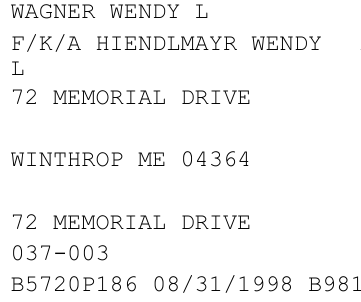 WAGNER WENDY L
F/K/A HIENDLMAYR WENDY
L
72 MEMORIAL DRIVE
WINTHROP ME 04364
72 MEMORIAL DRIVE
037-003
B5720P186 08/31/1998 B981